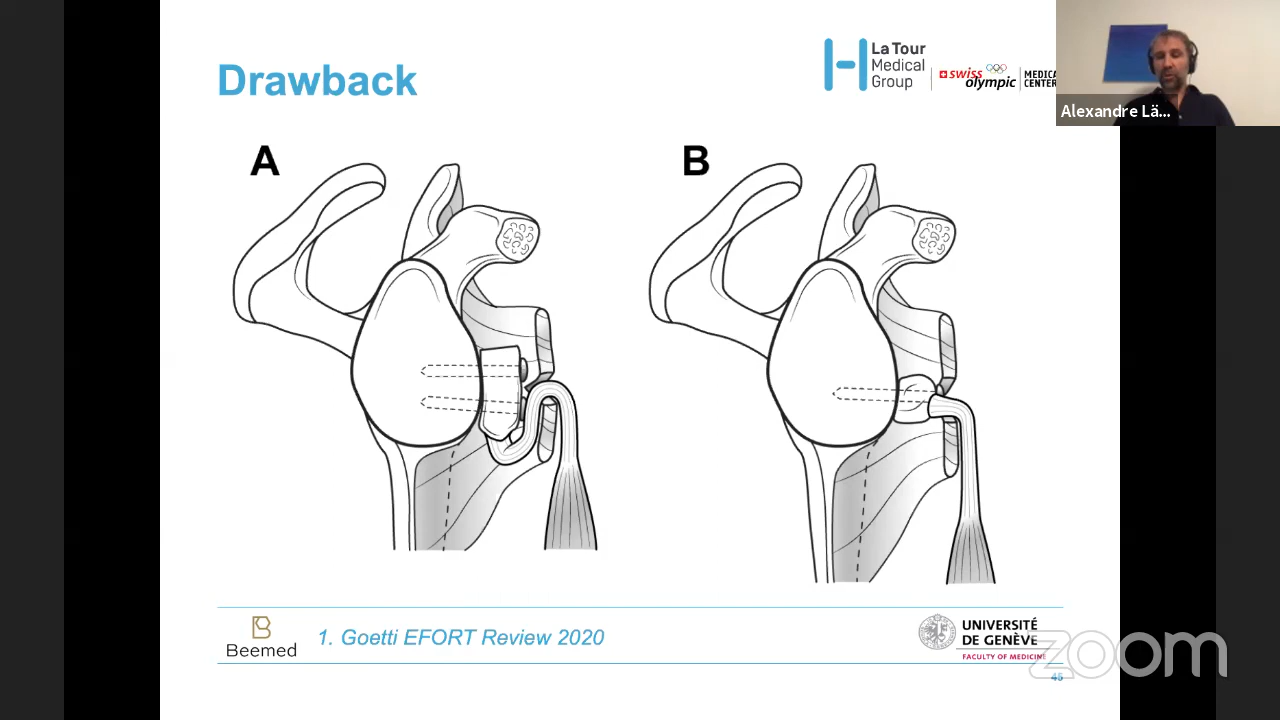 Drawback
La Tour
Medical
Group
swiss
olympic
MEDICA
CENTER
Alexandre Lä...
A
B
Beemed
1. Goetti EFORT Review 2020
UNIVERSITÉ
DE GENÈVE
FACULTY OF MEDICINE
zoom
45